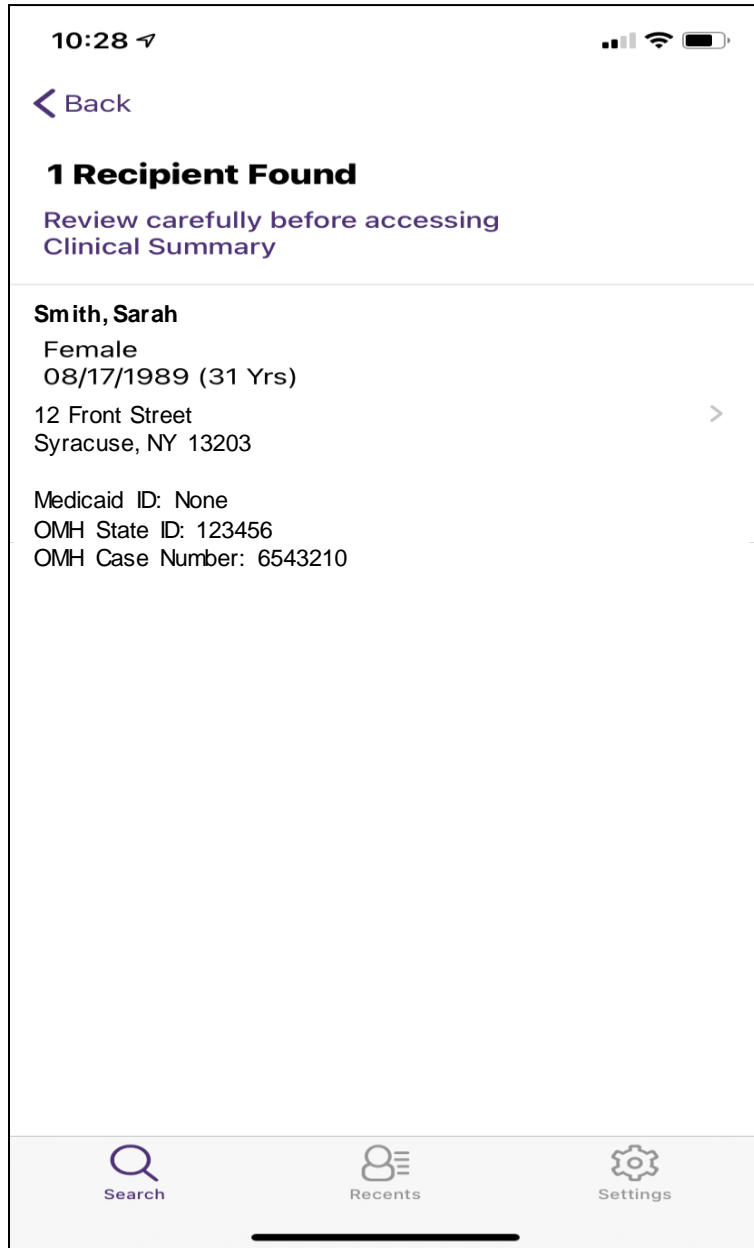 10:28
Back
1 Recipient Found
Review carefully before accessing
Clinical Summary
Smith, Sarah
Female
08/17/1989 (31 Yrs)
12 Front Street
Syracuse, NY 13203
Medicaid ID: None
OMH State ID: 123456
OMH Case Number: 6543210
Search
Recents
Settings